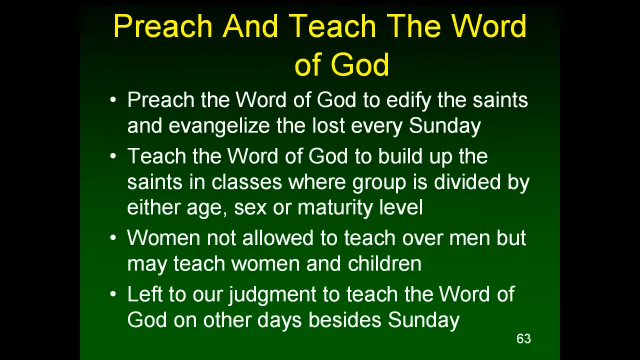 Preach And Teach The Word
of God
• Preach the Word of God to edify the saints
and evangelize the lost every Sunday
• Teach the Word of God to build up the
saints in classes where group is divided by
either age, sex or maturity level
• Women not allowed to teach over men but
may teach women and children
• Left to our judgment to teach the Word of
God on other days besides Sunday
63